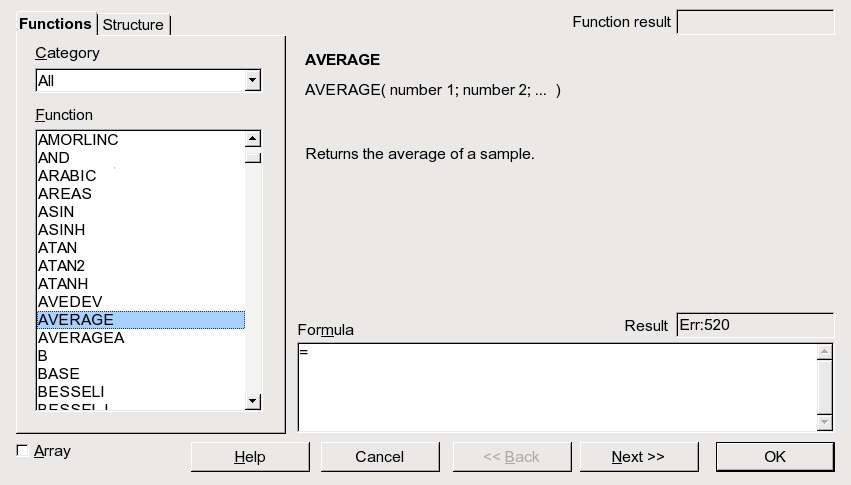 Functions
Structure
Category
All
Function
AMORLINC
AND
ARABIC
AREAS
ASIN
ASINH
ATAN
ATAN2
ATANH
AVEDEV
AVERAGE
AVERAGEA
B
BASE
BESSELI
BESSELJ
Array
Function result
AVERAGE
AVERAGE( number 1; number 2; ... )
Returns the average of a sample.
Formula
Result
Err:520
=
Help
Cancel
<< Back
Next >>
OK